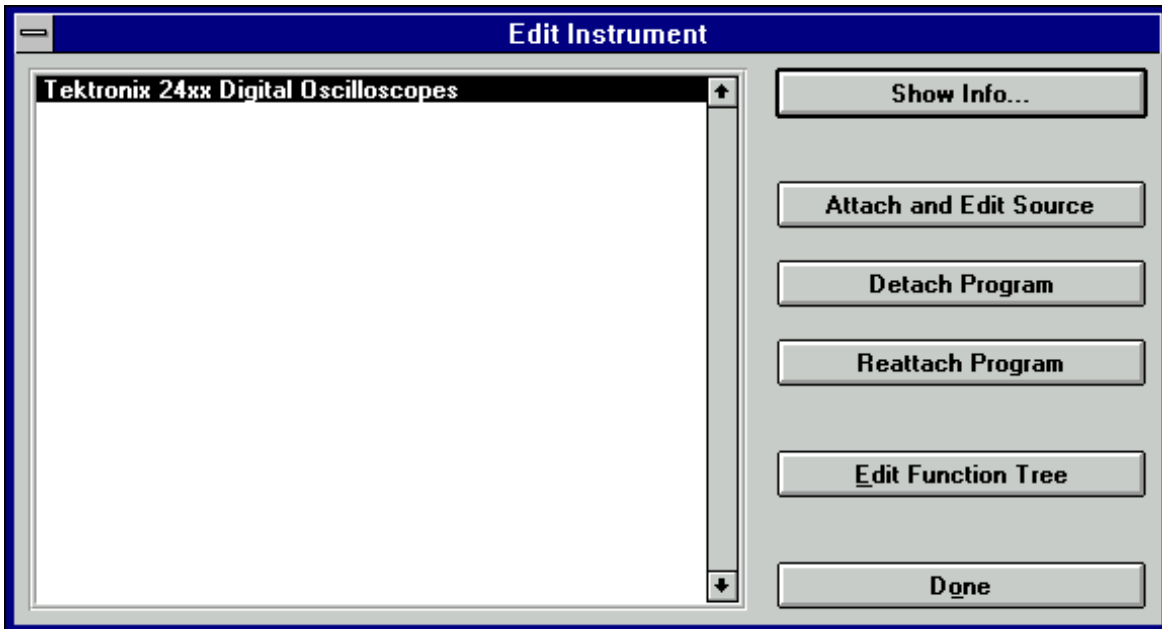 Edit Instrument
Tektronix 24xx Digital Oscilloscopes
Show Info...
Attach and Edit Source
Detach Program
Reattach Program
Edit Function Tree
Done